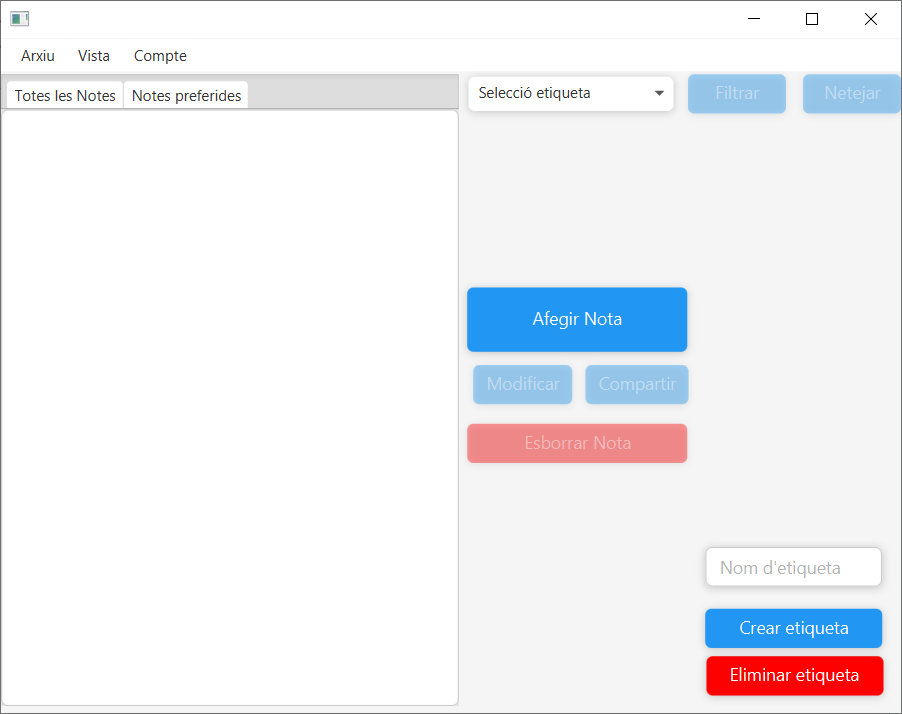 Arxiu Vista Compte
Totes les Notes Notes preferides
Selecció etiqueta Filtrar Netejar
Afegir Nota
Modificar Compartir
Esborrar Nota
Nom d'etiqueta
Crear etiqueta
Eliminar etiqueta